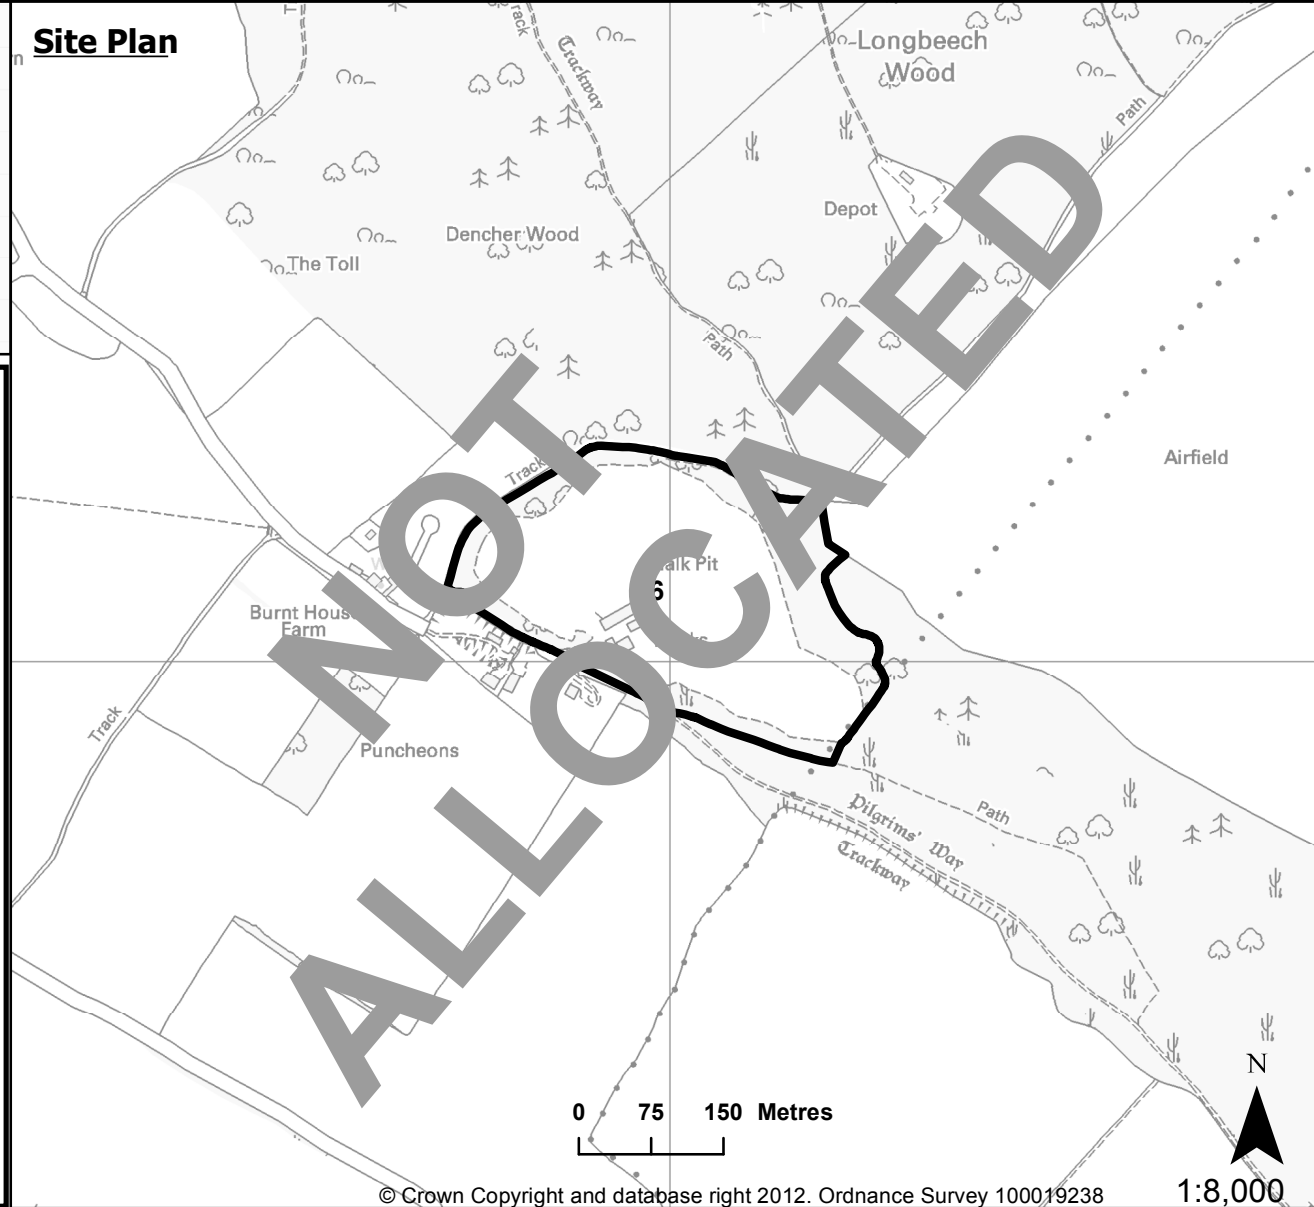 Site Plan
Track
Trackway
Longbeech
Wood
Path
Depot
Dencher Wood
The Toll
Path
Airfield
Track
NOT
ALLOCATED
Pit
6
Burnt House
Farm
Track
Puncheons
Pilgrims' Way
Path
Trackway
N
0 75 150 Metres
© Crown Copyright and database right 2012. Ordnance Survey 100019238
1:8,000